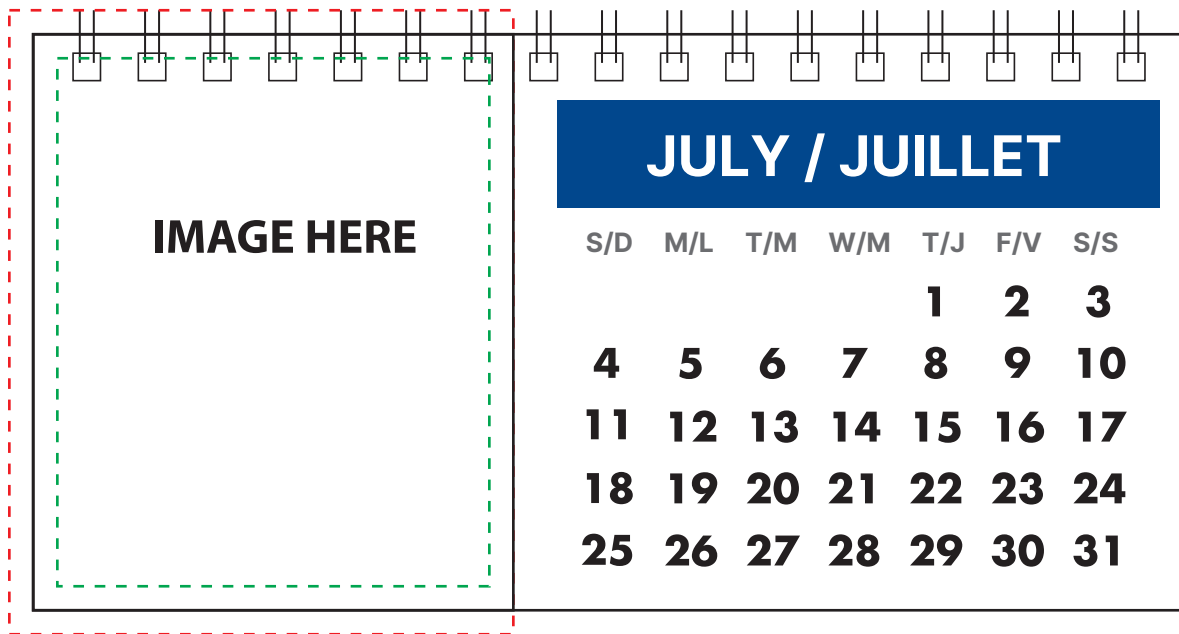 IMAGE HERE
JULY / JUILLET
S/D M/L T/M W/M T/J F/V S/S
1 2 3
4 5 6 7 8 9 10
11 12 13 14 15 16 17
18 19 20 21 22 23 24
25 26 27 28 29 30 31